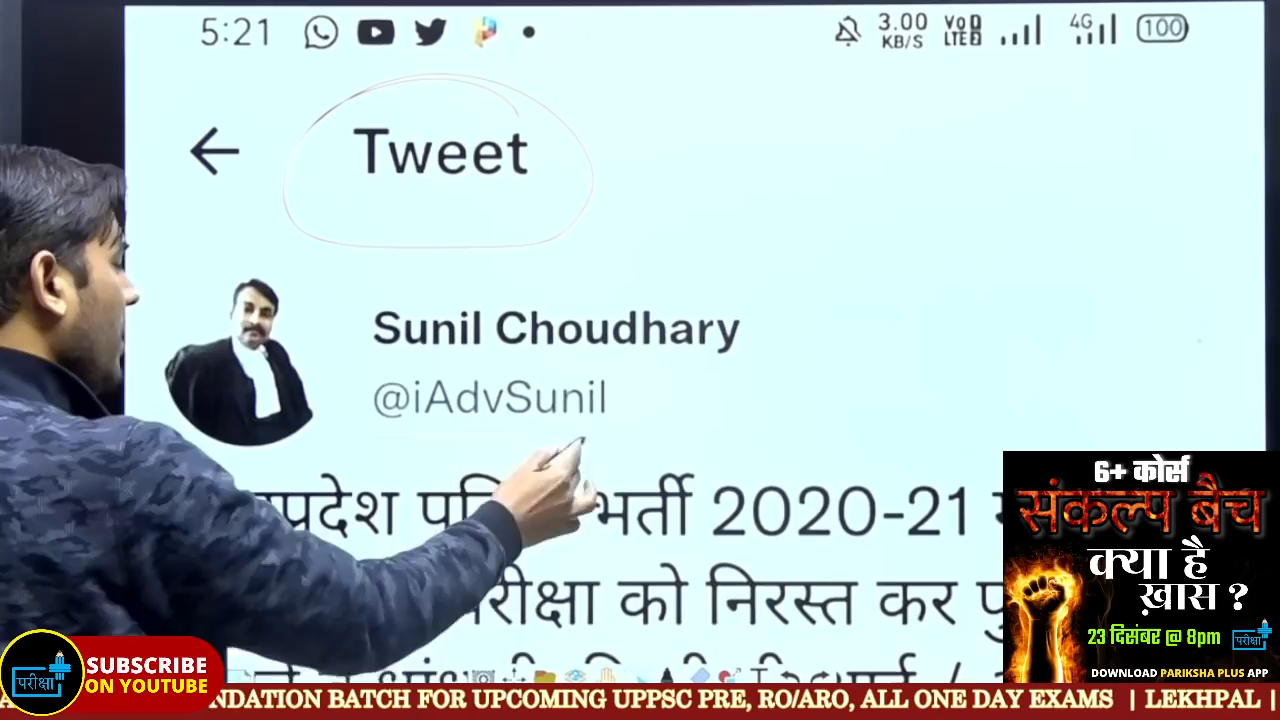 5:21
3.00 KB/S
VoD LTE2
4G
100
Tweet
Sunil Choudhary
@iAdvSunil
भर्ती 2020-21
को निरस्त कर
6+ कोर्स
संकल्प बैच
क्या है
ख़ास ?
23 दिसंबर @ 8pm
परीक्षा
DOWNLOAD PARIKSHA PLUS APP
परीक्षा
SUBSCRIBE
ON YOUTUBE
BATCH FOR UPCOMING UPPSC PRE, RO/ARO, ALL ONE DAY EXAMS | LEKHPAL |